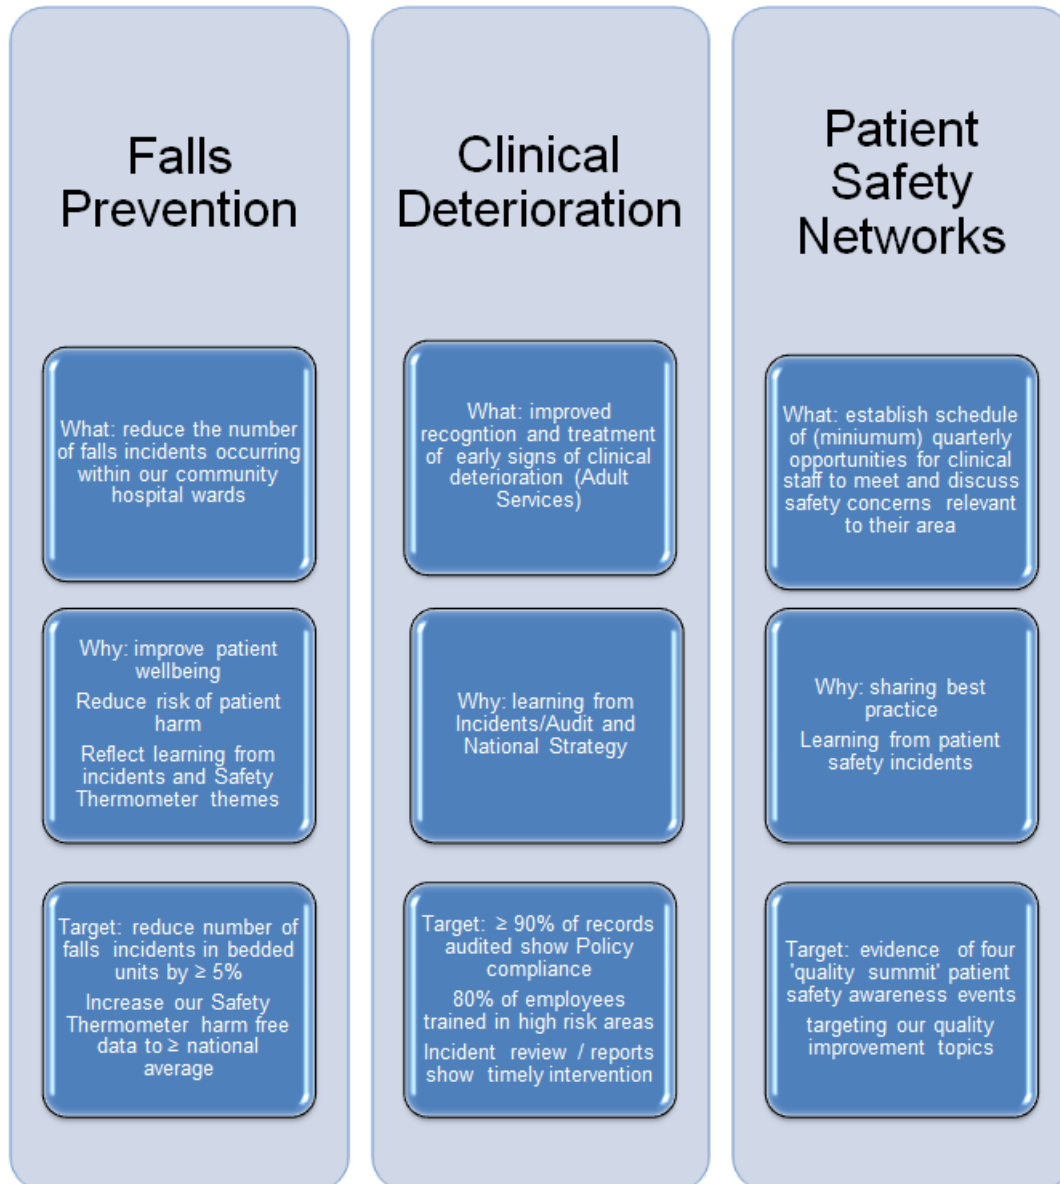 Falls
Prevention
What: reduce the number
of falls incidents occurring
within our community
hospital wards
Why: improve patient
wellbeing
Reduce risk of patient
harm
Reflect learning from
incidents and Safety
Thermometer themes
Target: reduce number of
falls incidents in bedded
units by ≥ 5%
Increase our Safety
Thermometer harm free
data to ≥ national
average
Clinical
Deterioration
What: improved
recogntion and treatment
of early signs of clinical
deterioration (Adult
Services)
Why: learning from
Incidents/Audit and
National Strategy
Target: ≥ 90% of records
audited show Policy
compliance
80% of employees
trained in high risk areas
Incident review / reports
show timely intervention
Patient
Safety
Networks
What: establish schedule
of (miniumum) quarterly
opportunities for clinical
staff to meet and discuss
safety concerns relevant
to their area
Why: sharing best
practice
Learning from patient
safety incidents
Target: evidence of four
'quality summit' patient
safety awareness events
targeting our quality
improvement topics